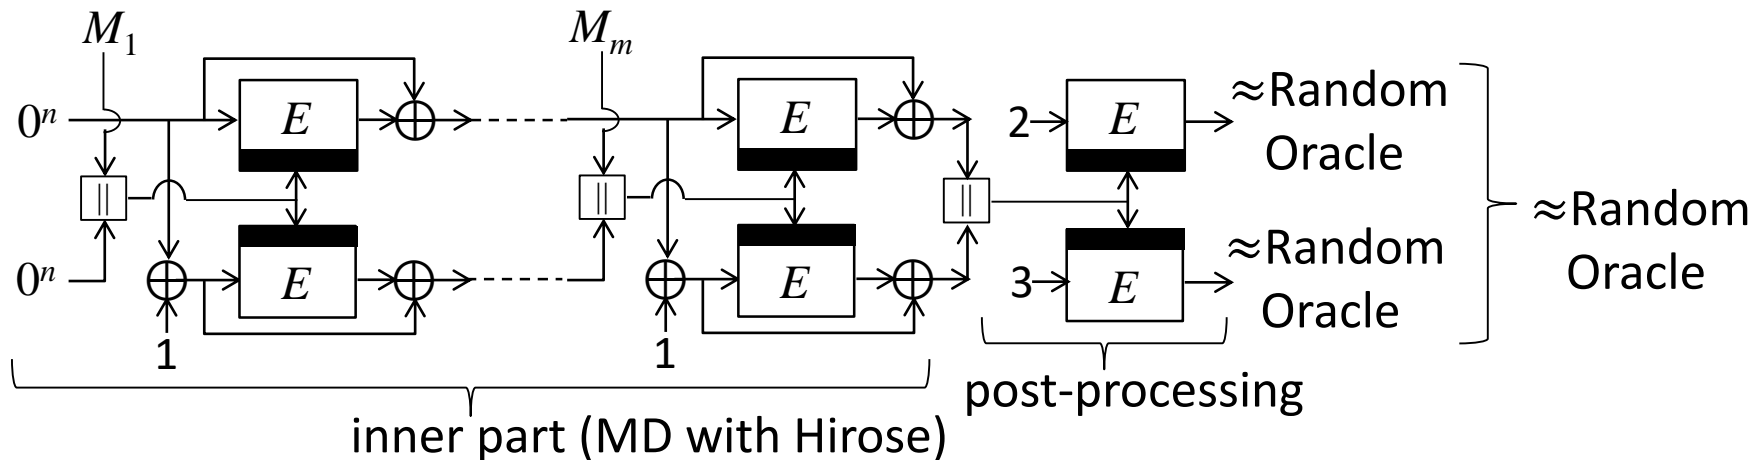 M₁
M_m
0ⁿ
E
E
2
E
≈Random
Oracle
||
||
||
≈Random
Oracle
0ⁿ
E
E
3
E
≈Random
Oracle
1
1
post-processing
inner part (MD with Hirose)